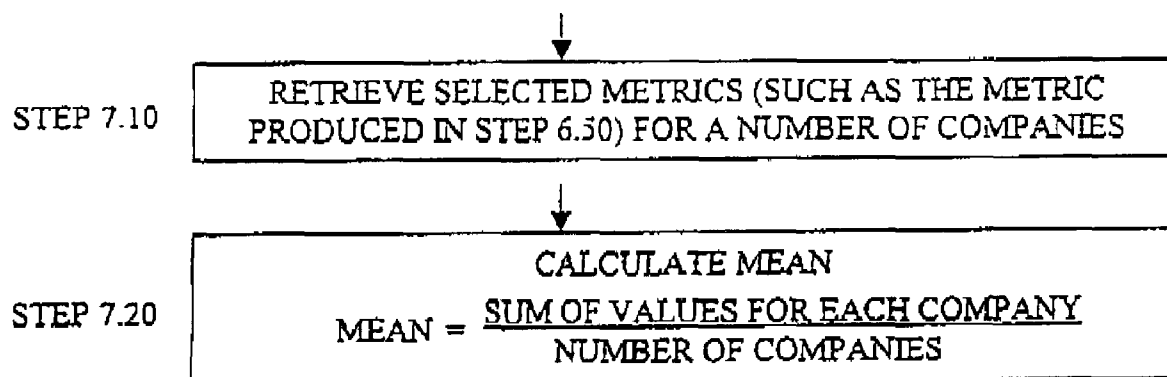 STEP 7.10
RETRIEVE SELECTED METRICS (SUCH AS THE METRIC
PRODUCED IN STEP 6.50) FOR A NUMBER OF COMPANIES
STEP 7.20
CALCULATE MEAN
MEAN = SUM OF VALUES FOR EACH COMPANY
NUMBER OF COMPANIES